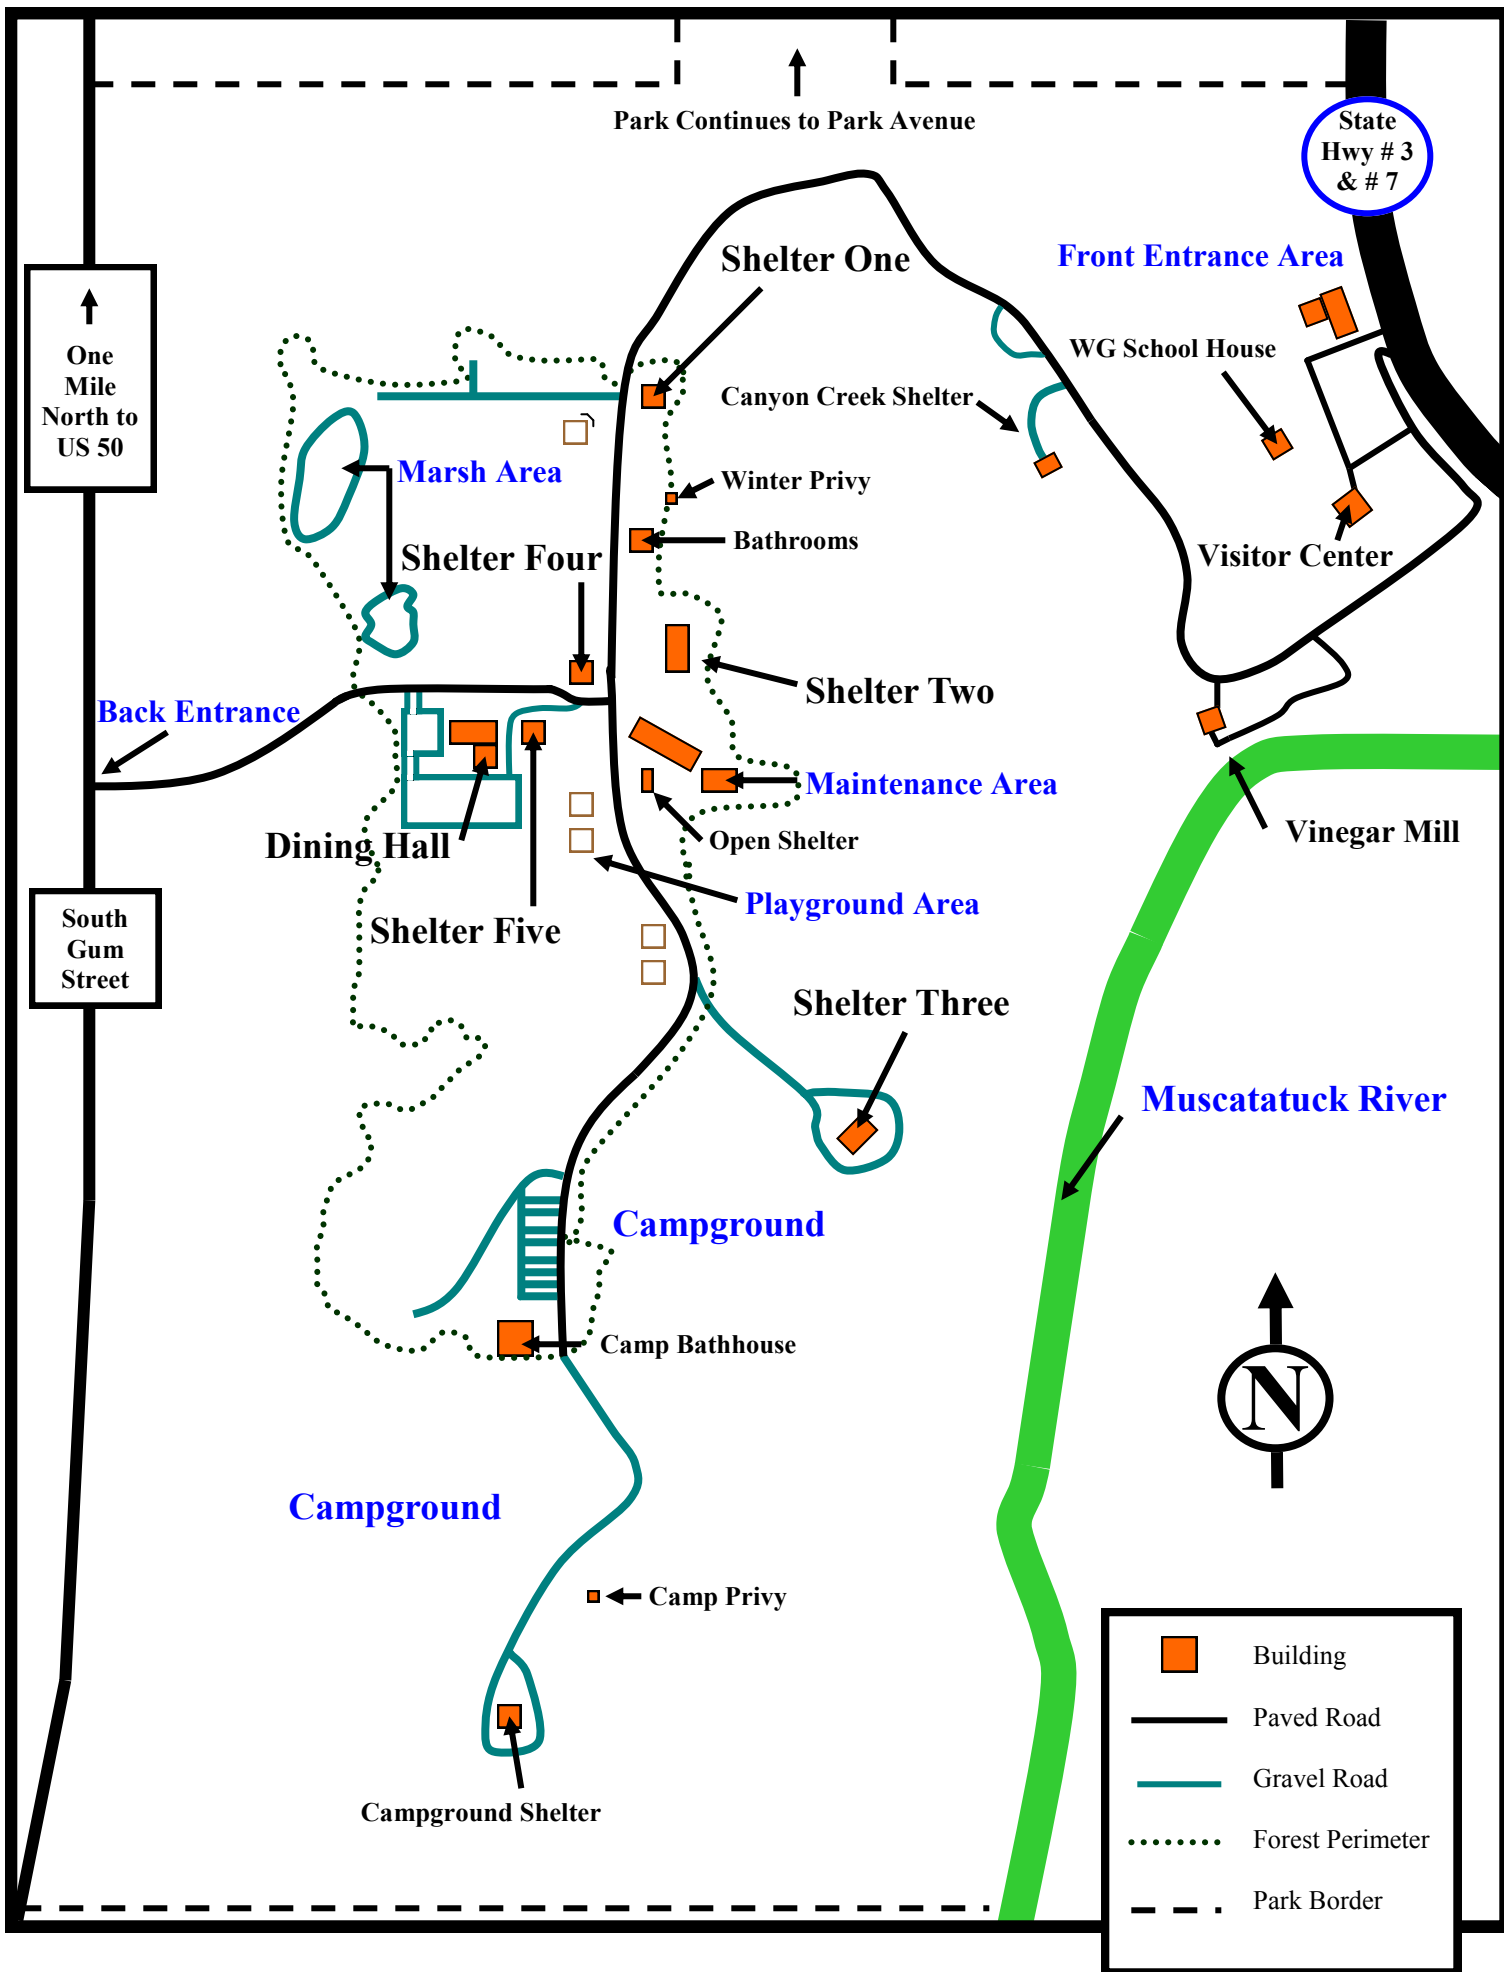 Park Continues to Park Avenue
State
Hwy # 3
& # 7
Shelter One
Front Entrance Area
One
Mile
North to
US 50
WG School House
Canyon Creek Shelter
Marsh Area
Winter Privy
Bathrooms
Shelter Four
Visitor Center
Shelter Two
Back Entrance
Maintenance Area
Dining Hall
Open Shelter
Vinegar Mill
Playground Area
South
Gum
Street
Shelter Five
Shelter Three
Muscatatuck River
Campground
Camp Bathhouse
N
Campground
Camp Privy
Campground Shelter
Building
Paved Road
Gravel Road
Forest Perimeter
Park Border